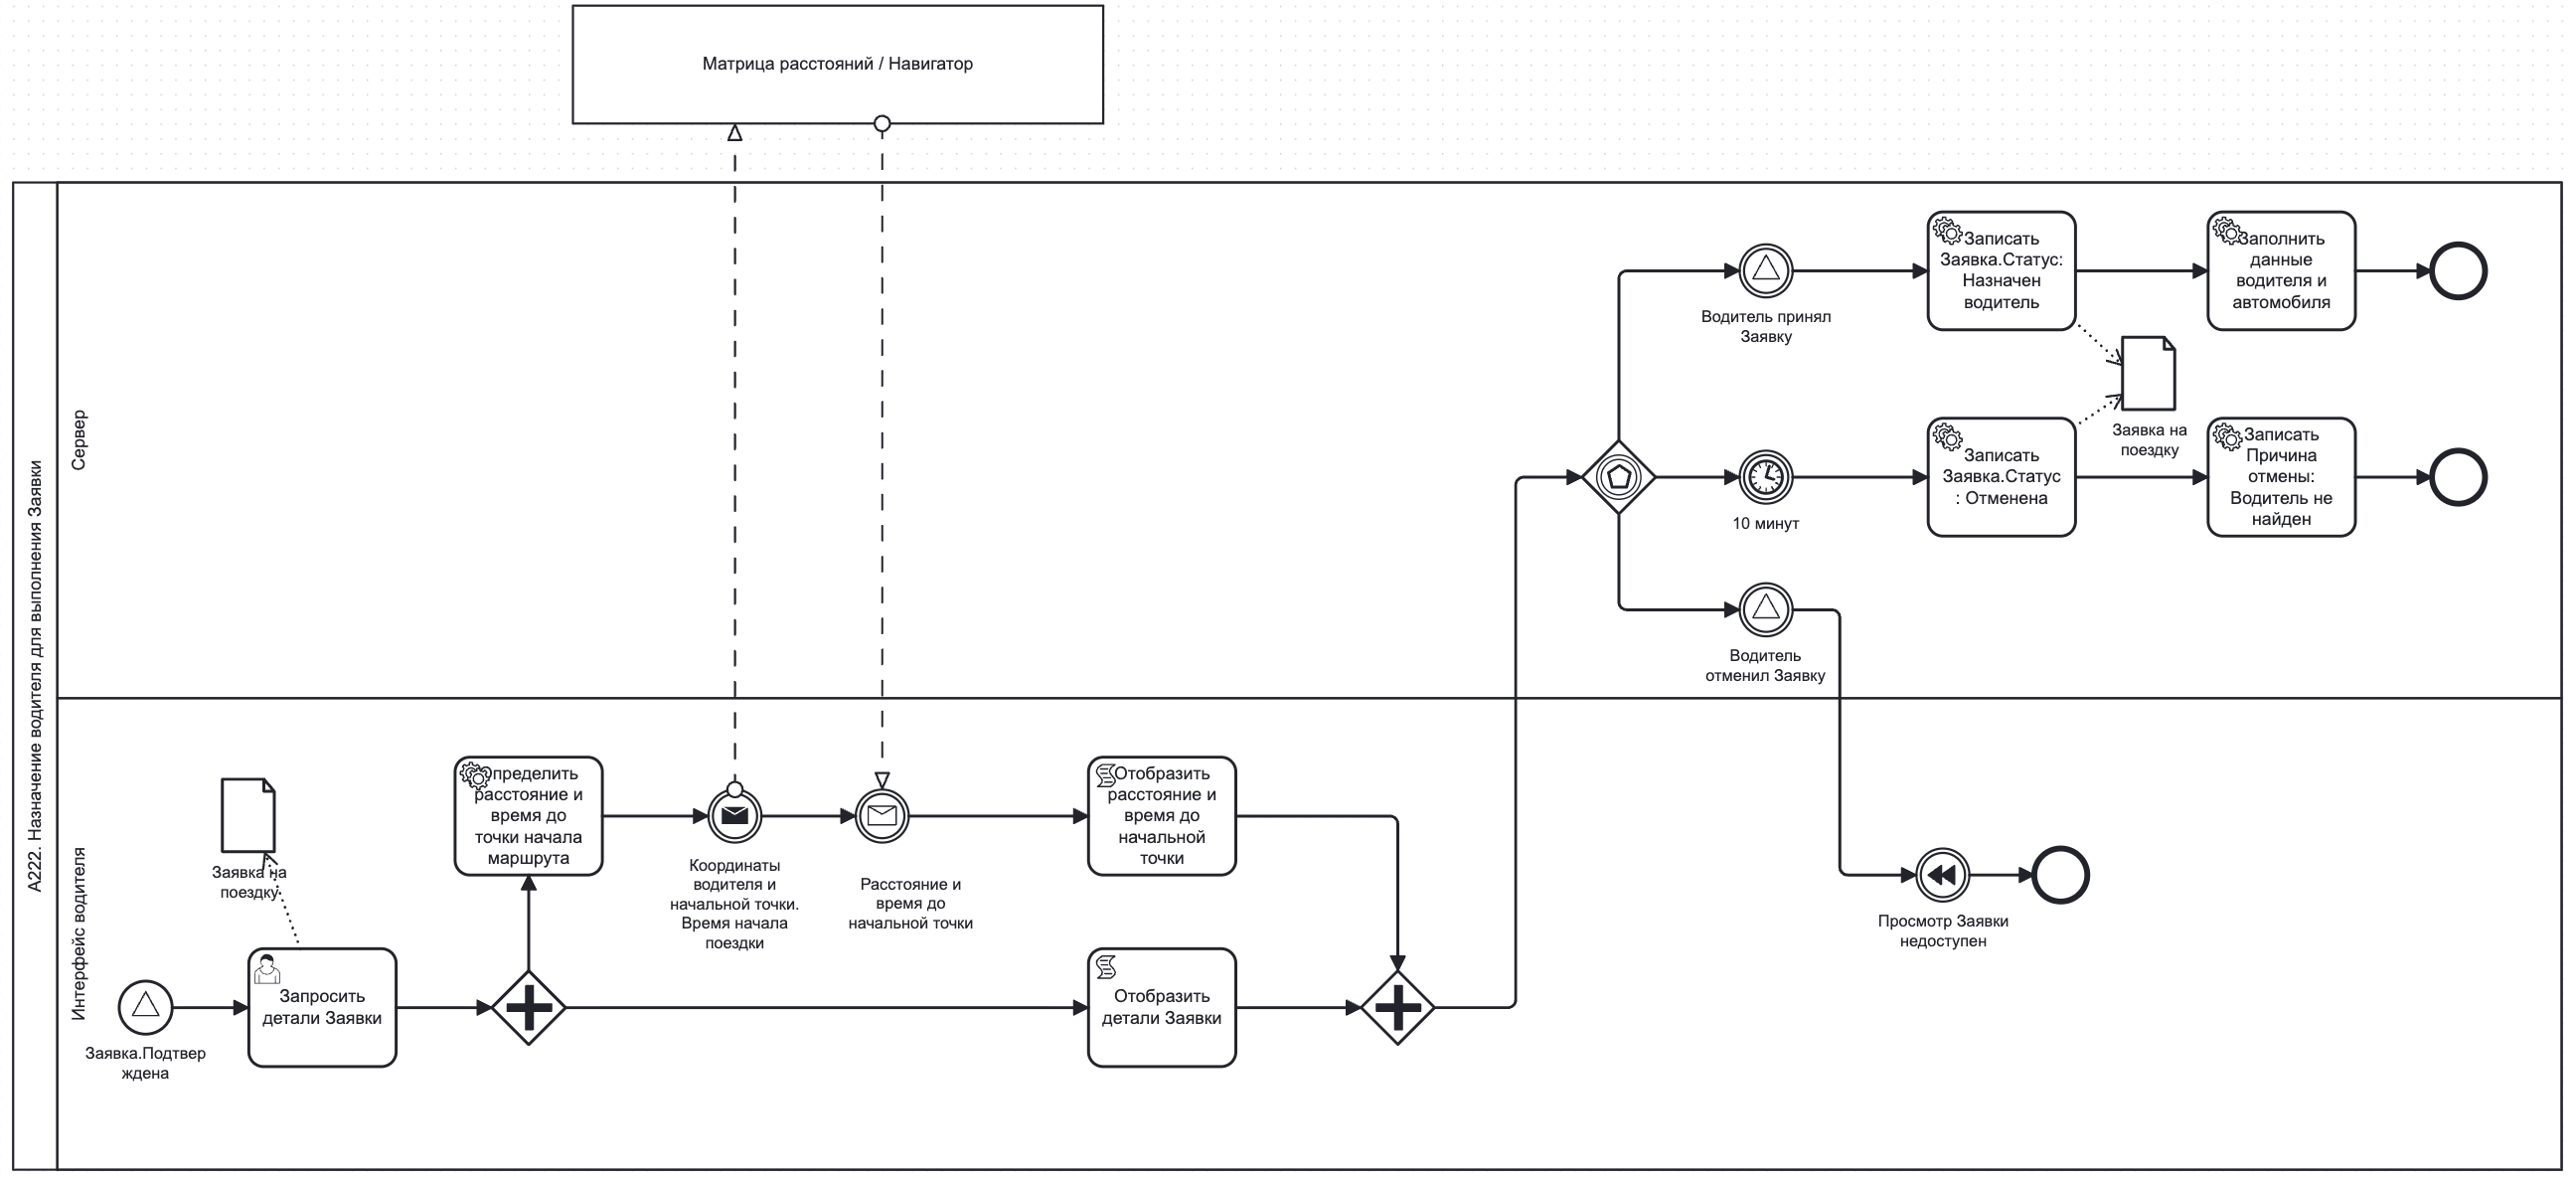 Матрица расстояний / Навигатор
А222. Назначение водителя для выполнения Заявки
Сервер
Водитель принял
Заявку
Записать
Заявка.Статус:
Назначен
водитель
Заполнить
данные
водителя и
автомобиля
Заявка на
поездку
10 минут
Записать
Заявка.Статус
: Отменена
Записать
Причина
отмены:
Водитель не
найден
Водитель
отменил Заявку
Интерфейс водителя
Заявка.Подтвер
ждена
Заявка на
поездку
Запросить
детали Заявки
Определить
расстояние и
время до
точки начала
маршрута
Координаты
водителя и
начальной точки.
Время начала
поездки
Расстояние и
время до
начальной точки
Отобразить
расстояние и
время до
начальной
точки
Отобразить
детали Заявки
Просмотр Заявки
недоступен